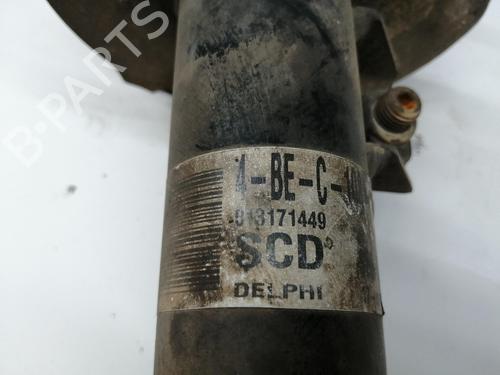 B-PARTS
4-BE-C-
013171449
SCD
DELPHI